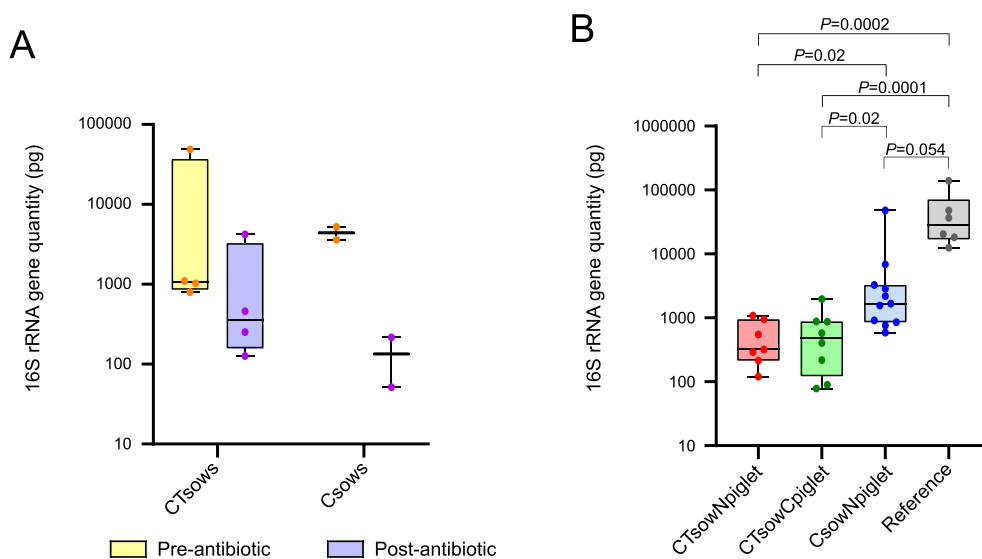 A
16S rRNA gene quantity (pg)
100000
10000
1000
100
10
CTsows
Csows
Pre-antibiotic
Post-antibiotic
B
P=0.0002
P=0.02
P=0.0001
P=0.02
P=0.054
16S rRNA gene quantity (pg)
1000000
100000
10000
1000
100
10
CTsowNpiglet
CTsowCpiglet
CsowNpiglet
Reference